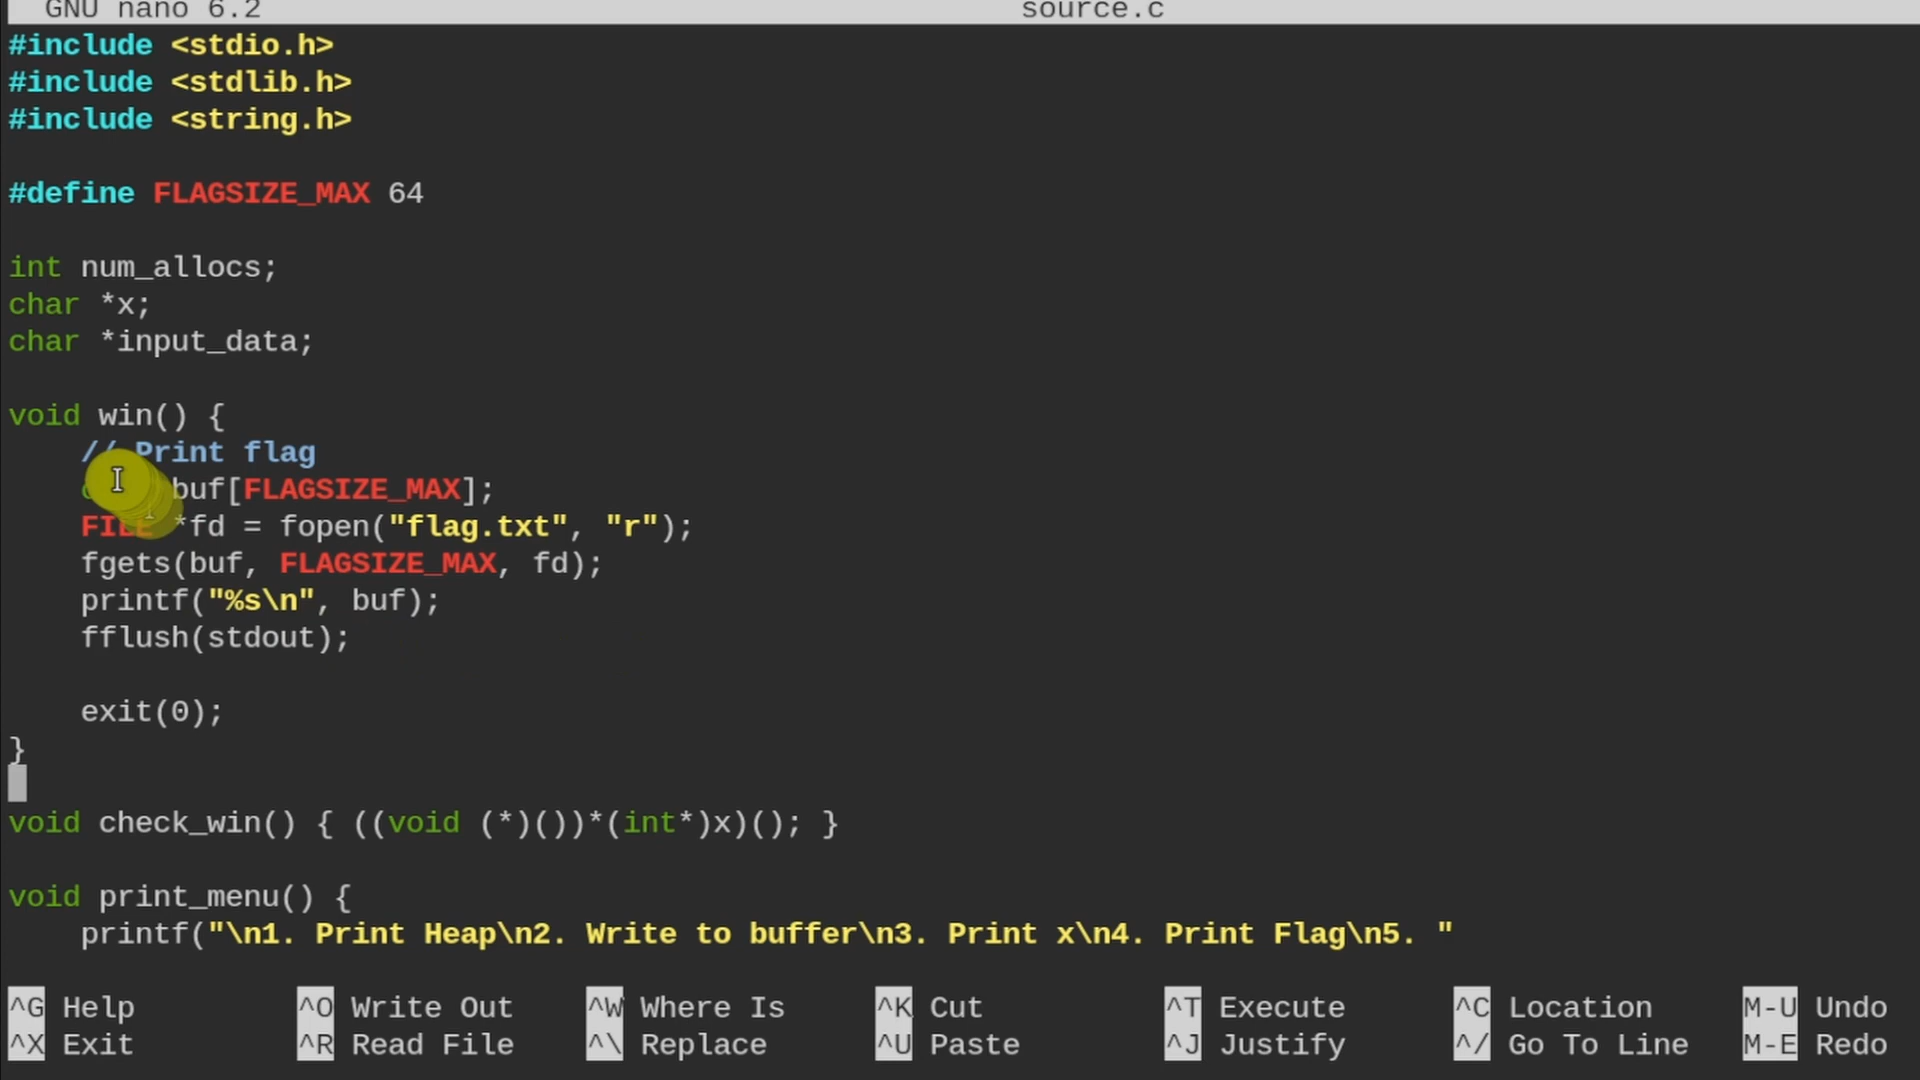 GNU nano 6.2 source.c
#include <stdio.h>
#include <stdlib.h>
#include <string.h>
#define FLAGSIZE_MAX 64
int num_allocs;
char *x;
char *input_data;
void win() {
// Print flag
buf[FLAGSIZE_MAX];
FILE *fd = fopen("flag.txt", "r");
fgets(buf, FLAGSIZE_MAX, fd);
printf("%s\n", buf);
fflush(stdout);
exit(0);
}
void check_win() { ((void (*)())*(int*)x)(); }
void print_menu() {
printf("\n1. Print Heap\n2. Write to buffer\n3. Print x\n4. Print Flag\n5. "
^G Help ^O Write Out ^W Where Is ^K Cut ^T Execute ^C Location M-U Undo
^X Exit ^R Read File ^\ Replace ^U Paste ^J Justify ^/ Go To Line M-E Redo